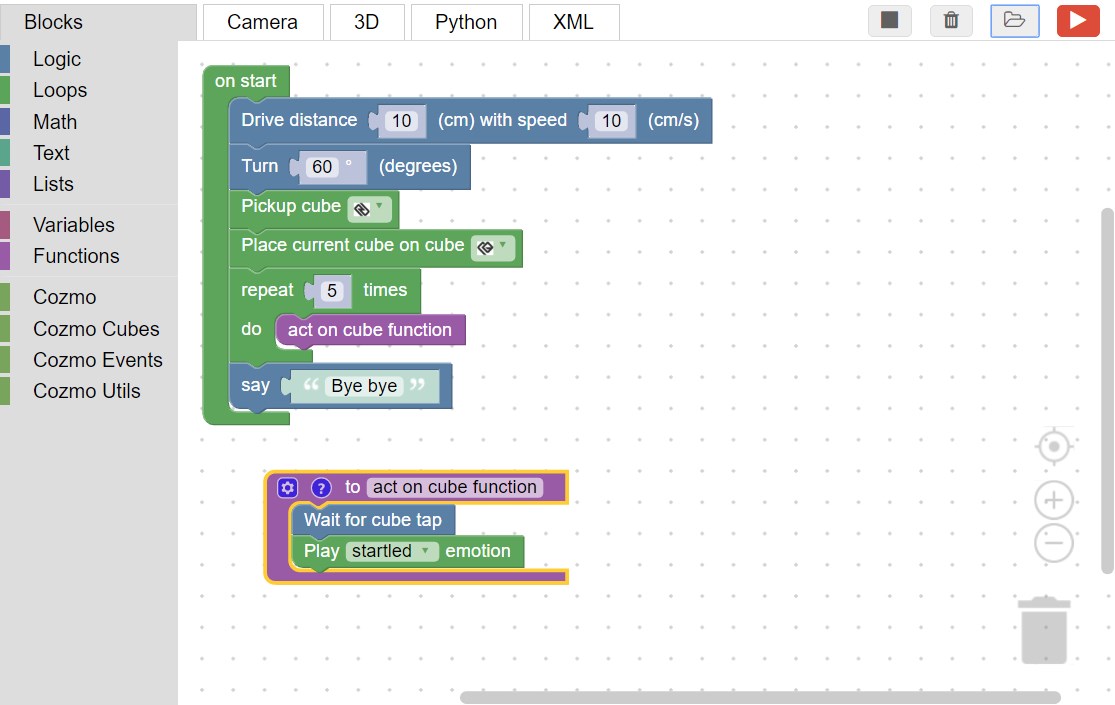 Blocks Camera 3D Python XML
Logic
Loops
Math
Text
Lists
Variables
Functions
Cozmo
Cozmo Cubes
Cozmo Events
Cozmo Utils
on start
Drive distance 10 (cm) with speed 10 (cm/s)
Turn 60 ° (degrees)
Pickup cube
Place current cube on cube
repeat 5 times
do act on cube function
say “ Bye bye ”
? to act on cube function
Wait for cube tap
Play startled emotion